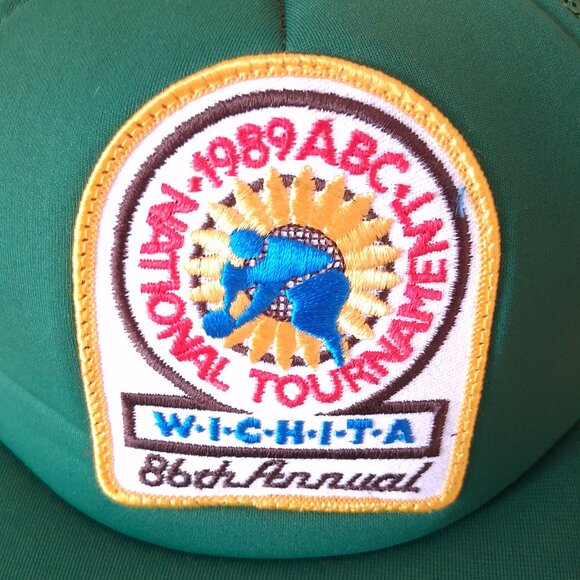 ·1989 ABC·
NATIONAL TOURNAMENT
W·I·C·H·I·T·A
86th Annual